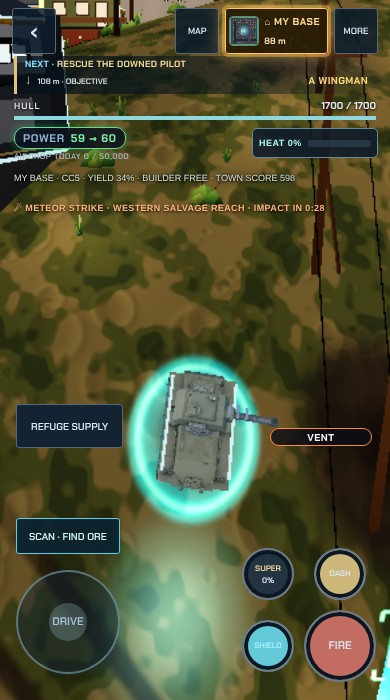 MAP
⌂ MY BASE
88 m
MORE
NEXT · RESCUE THE DOWNED PILOT
↓ 108 m · OBJECTIVE
A WINGMAN
HULL
1700 / 1700
POWER 59 → 60
HEAT 0%
TODAY 0 / 50,000
MY BASE · CC5 · YIELD 34% · BUILDER FREE · TOWN SCORE 598
☄ METEOR STRIKE · WESTERN SALVAGE REACH · IMPACT IN 0:28
REFUGE SUPPLY
VENT
SCAN · FIND ORE
SUPER
0%
DASH
DRIVE
SHIELD
FIRE